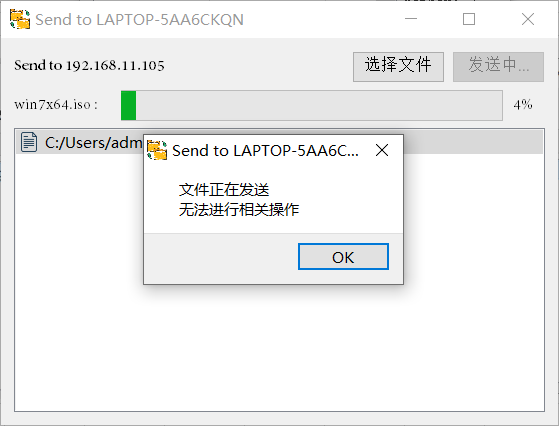 Send to LAPTOP-5AA6CKQN
Send to 192.168.11.105
选择文件
发送中...
win7x64.iso :
4%
C:/Users/adm
Send to LAPTOP-5AA6C...
文件正在发送
无法进行相关操作
OK